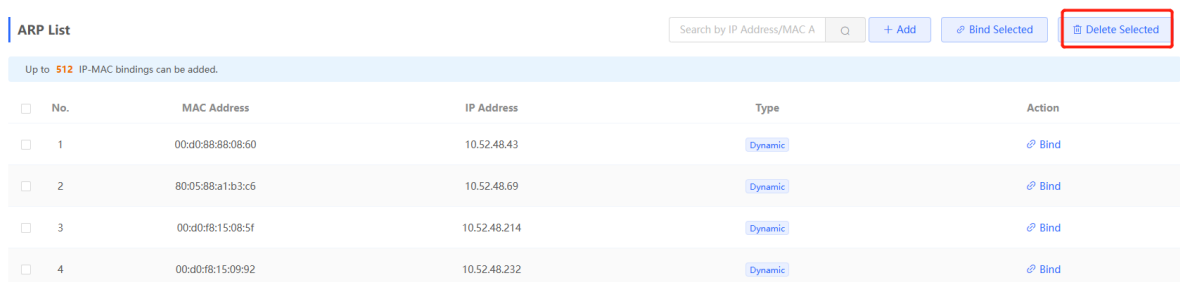 ARP List
Search by IP Address/MAC A
+ Add
Bind Selected
Delete Selected
Up to 512 IP-MAC bindings can be added.
No. MAC Address IP Address Type Action
1 00:d0:88:88:08:60 10.52.48.43 Dynamic Bind
2 80:05:88:a1:b3:c6 10.52.48.69 Dynamic Bind
3 00:d0:f8:15:08:5f 10.52.48.214 Dynamic Bind
4 00:d0:f8:15:09:92 10.52.48.232 Dynamic Bind